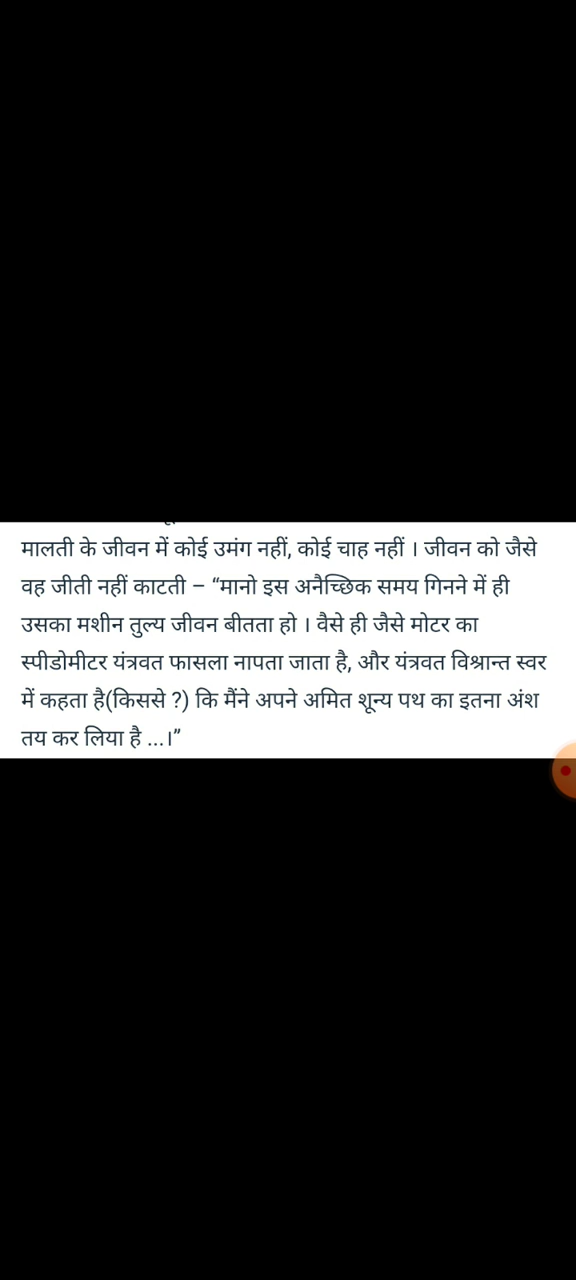 मालती के जीवन में कोई उमंग नहीं, कोई चाह नहीं । जीवन को जैसे
वह जीती नहीं काटती – “मानो इस अनैच्छिक समय गिनने में ही
उसका मशीन तुल्य जीवन बीतता हो । वैसे ही जैसे मोटर का
स्पीडोमीटर यंत्रवत फासला नापता जाता है, और यंत्रवत विश्रान्त स्वर
में कहता है(किससे ?) कि मैंने अपने अमित शून्य पथ का इतना अंश
तय कर लिया है ...।”